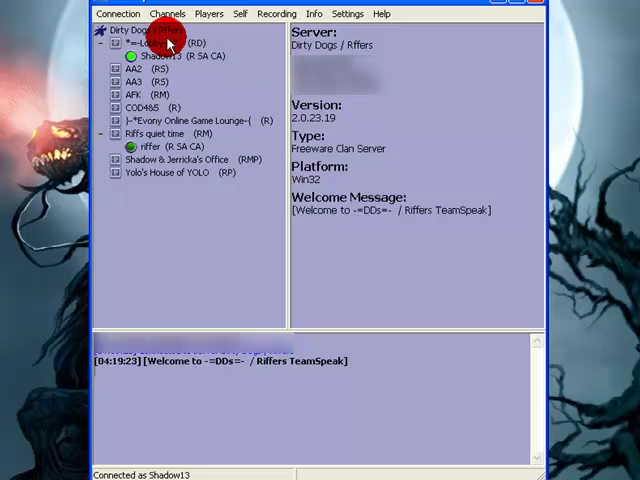 Connection Channels Players Self Recording Info Settings Help
Dirty Dogs / Riffers
(RD)
Shadow13 (R SA CA)
AA2 (RS)
AA3 (RS)
AFK (RM)
COD4&5 (R)
}-*Evony Online Game Lounge-{ (R)
Riffs quiet time (RM)
riffer (R SA CA)
Shadow & Jerricka's Office (RMP)
Yolo's House of YOLO (RP)
Server:
Dirty Dogs / Rffers
Version:
2.0.23.19
Type:
Freeware Clan Server
Platform:
Win32
Welcome Message:
[Welcome to -=DDs=- / Riffers TeamSpeak]
[04:19:23] [Welcome to -=DDs=- / Riffers TeamSpeak]
Connected as Shadow13